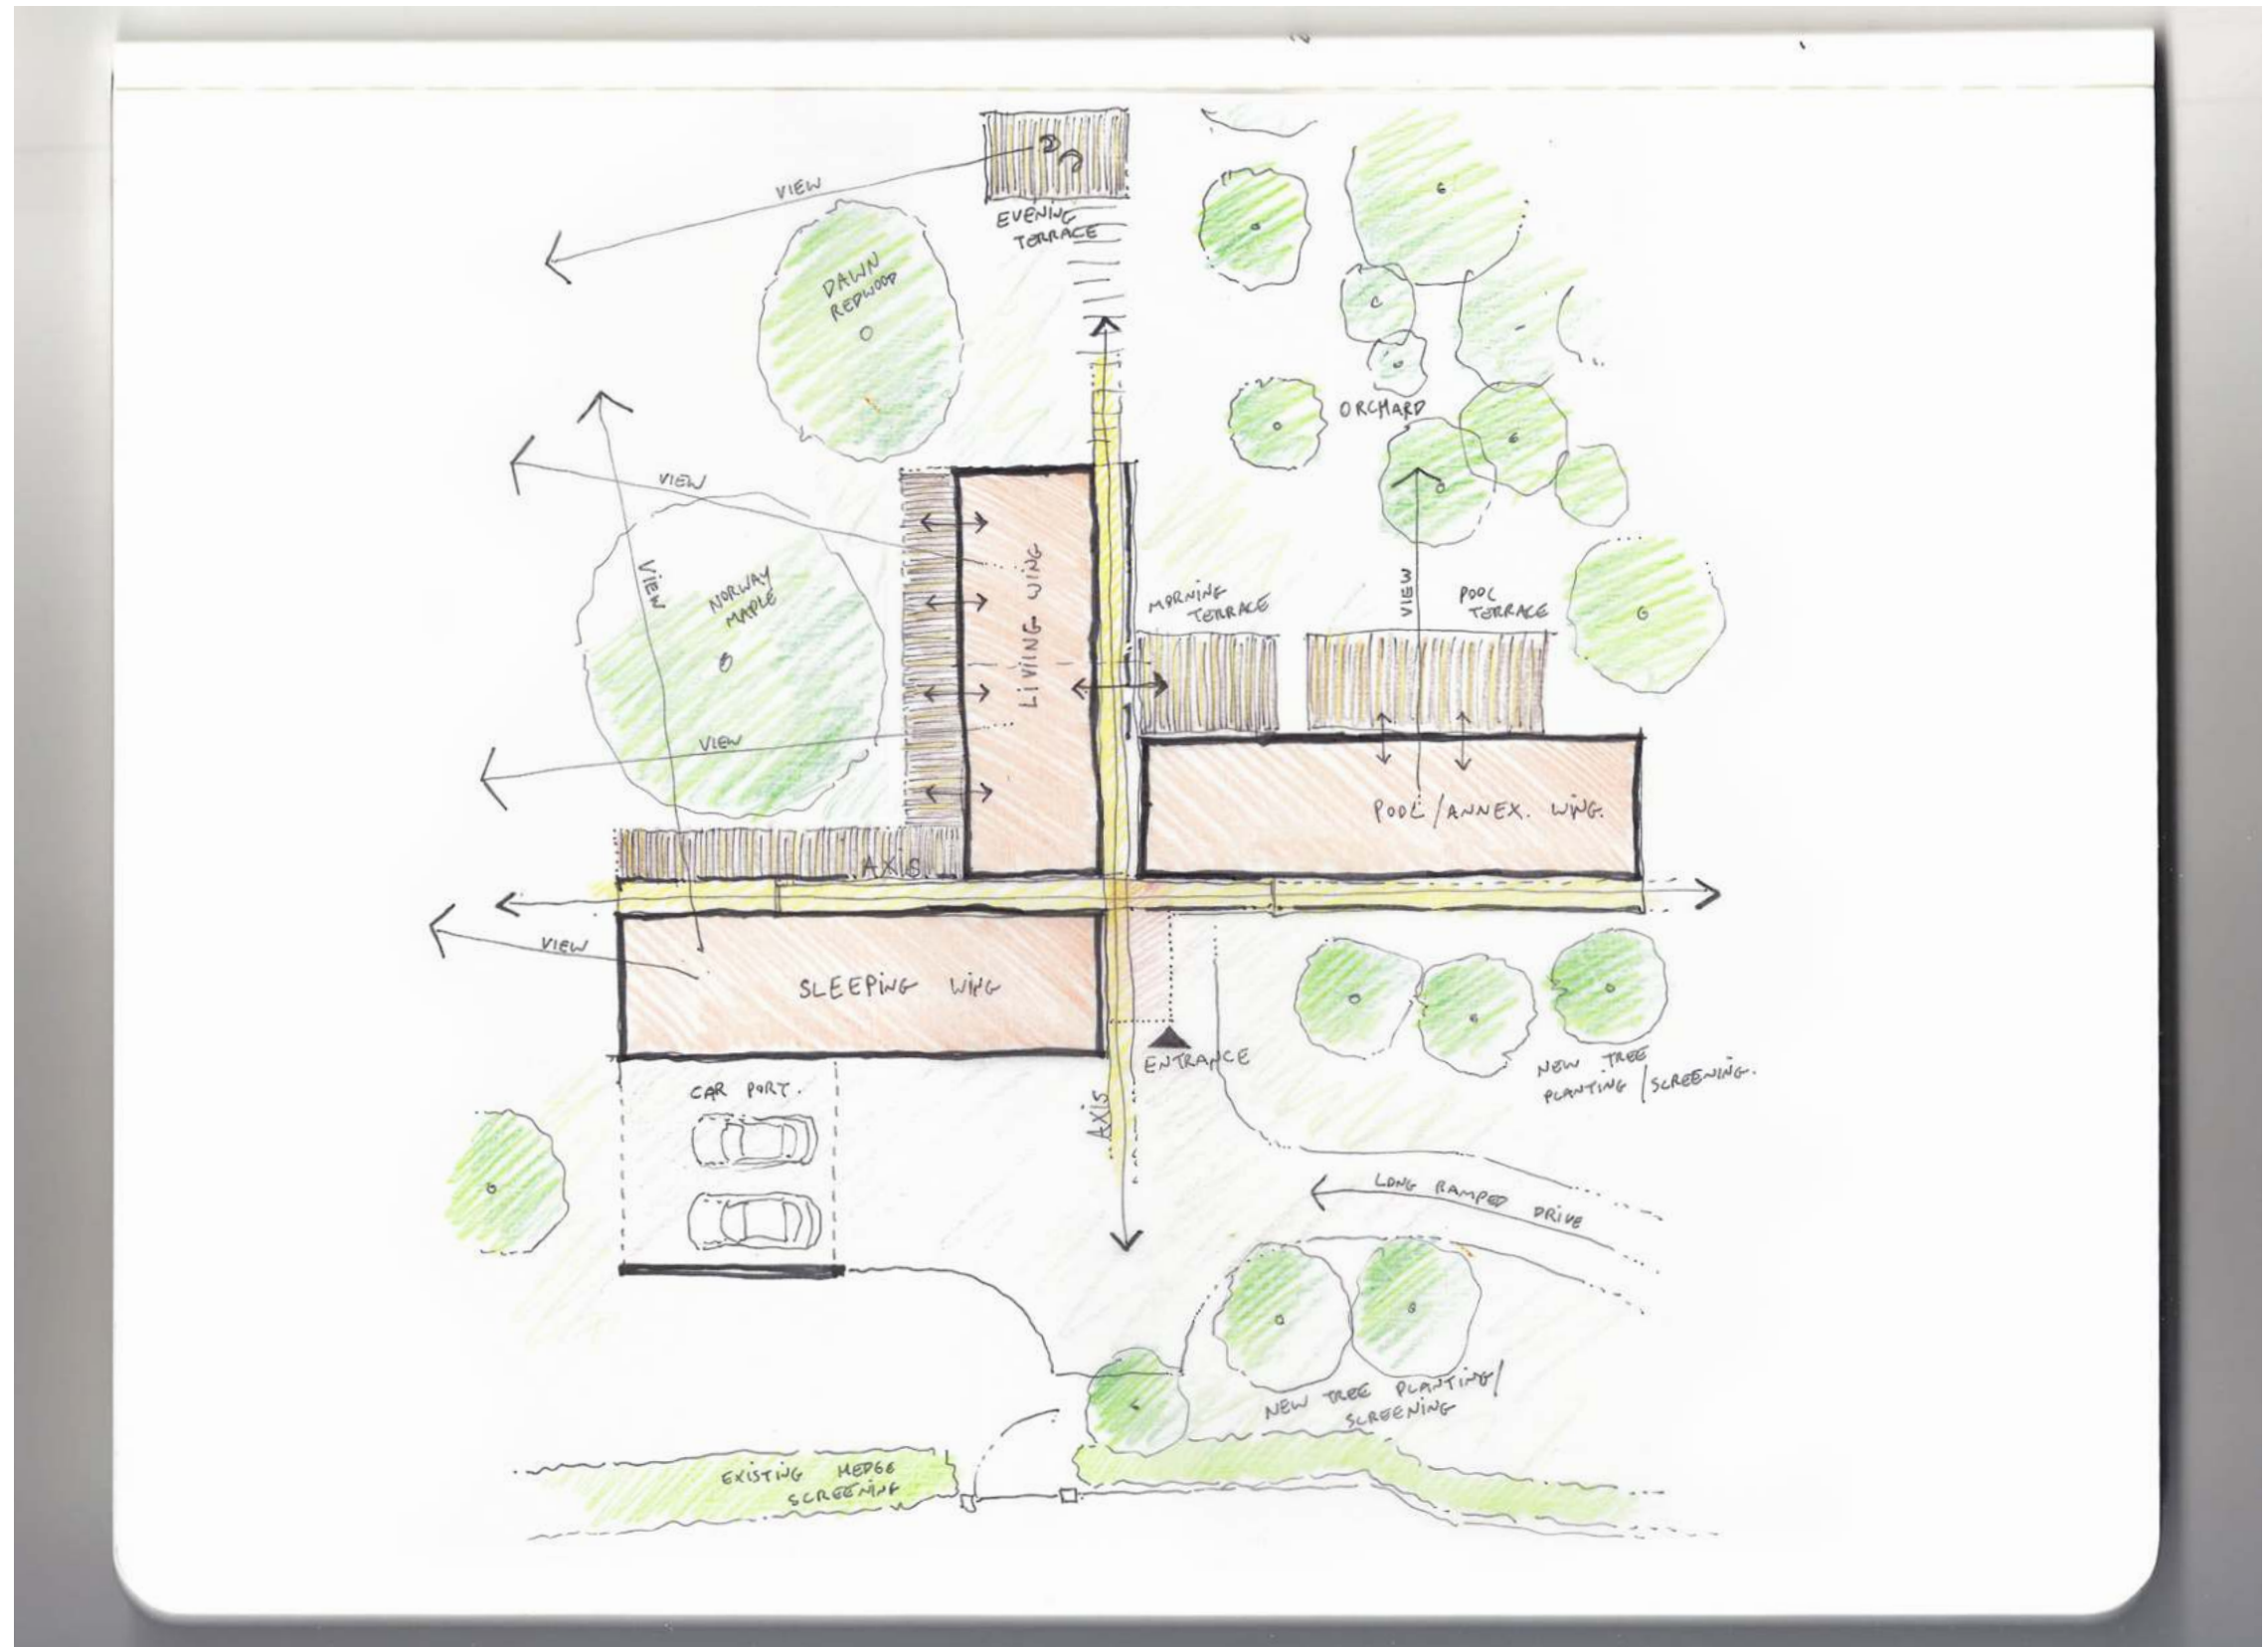 VIEW
EVENING
TERRACE
DAWN
REDWOOD
ORCHARD
VIEW
VIEW
NORWAY
MAPLE
LIVING WING
MORNING
TERRACE
VIEW
POOL
TERRACE
VIEW
POOL/ANNEX. WING.
AXIS
VIEW
SLEEPING WING
ENTRANCE
NEW TREE
PLANTING/SCREENING.
CAR PORT.
AXIS
LONG RAMPED DRIVE
NEW TREE PLANTING/
SCREENING
EXISTING HEDGE
SCREENING